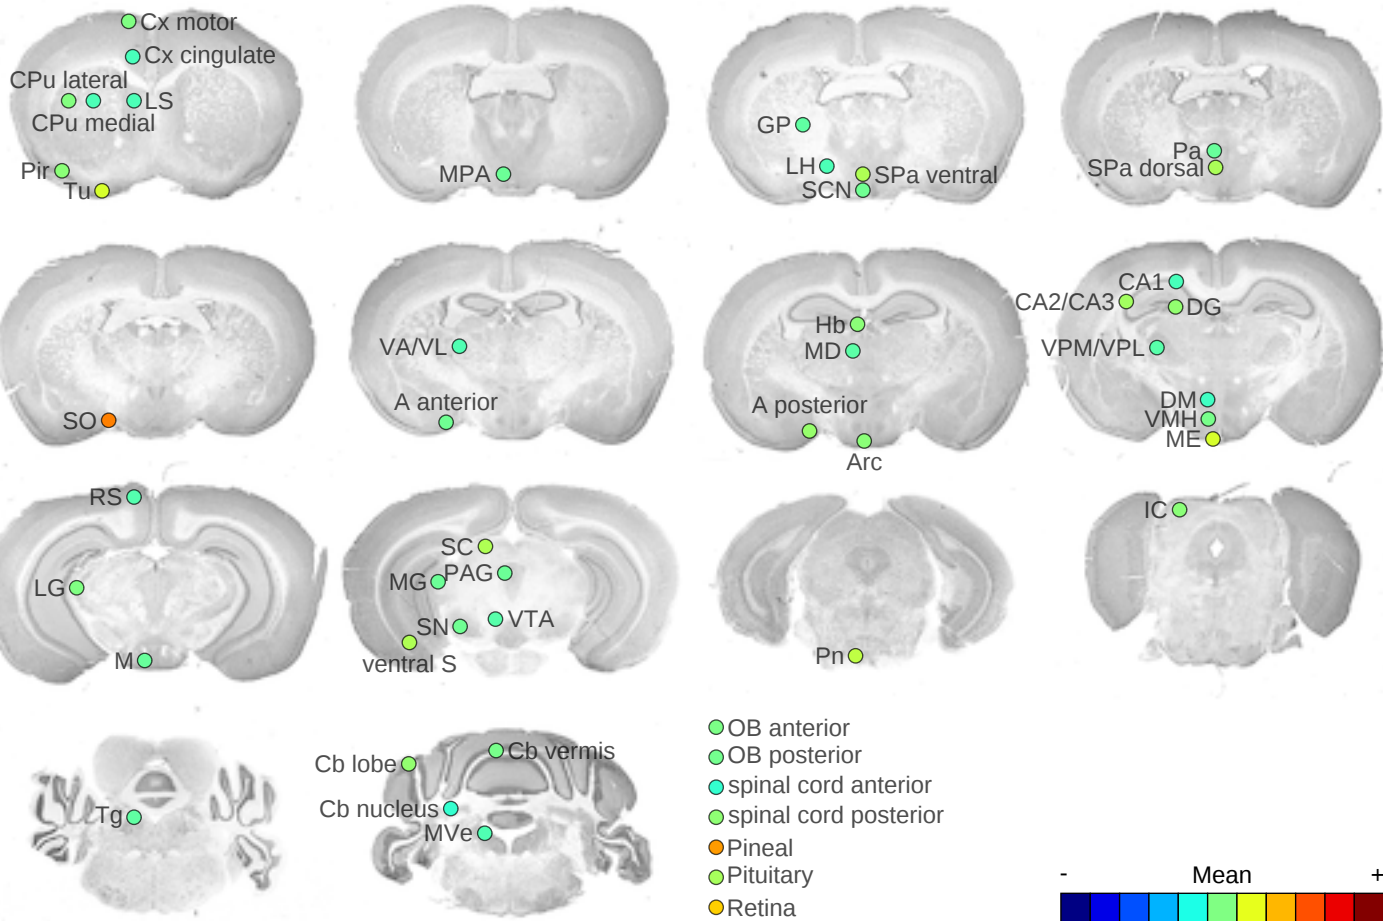 Cx motor
Cx cingulate
CPu lateral
LS
CPu medial
Pir
Tu
MPA
GP
LH
SPa ventral
SCN
Pa
SPa dorsal
SO
VA/VL
A anterior
Hb
MD
A posterior
Arc
CA1
CA2/CA3
DG
VPM/VPL
DM
VMH
ME
RS
LG
M
SC
MG
PAG
SN
VTA
ventral S
Pn
IC
Tg
Cb lobe
Cb vermis
Cb nucleus
MVe
OB anterior
OB posterior
spinal cord anterior
spinal cord posterior
Pineal
Pituitary
Retina
- Mean +